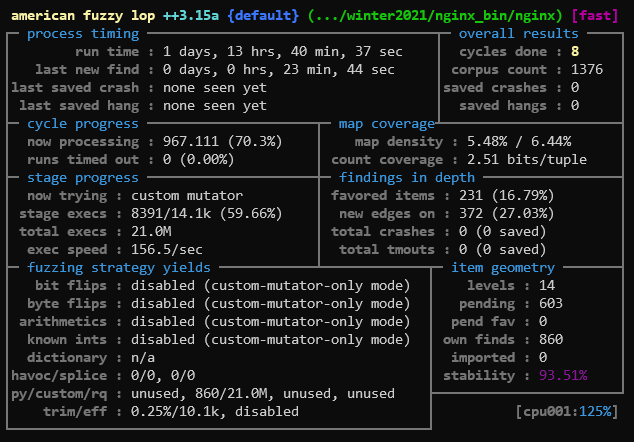 american fuzzy lop ++3.15a {default} (.../winter2021/nginx_bin/nginx) [fast]
process timing overall results
run time : 1 days, 13 hrs, 40 min, 37 sec cycles done : 8
last new find : 0 days, 0 hrs, 23 min, 44 sec corpus count : 1376
last saved crash : none seen yet saved crashes : 0
last saved hang : none seen yet saved hangs : 0
cycle progress map coverage
now processing : 967.111 (70.3%) map density : 5.48% / 6.44%
runs timed out : 0 (0.00%) count coverage : 2.51 bits/tuple
stage progress findings in depth
now trying : custom mutator favored items : 231 (16.79%)
stage execs : 8391/14.1k (59.66%) new edges on : 372 (27.03%)
total execs : 21.0M total crashes : 0 (0 saved)
exec speed : 156.5/sec total tmouts : 0 (0 saved)
fuzzing strategy yields item geometry
bit flips : disabled (custom-mutator-only mode) levels : 14
byte flips : disabled (custom-mutator-only mode) pending : 603
arithmetics : disabled (custom-mutator-only mode) pend fav : 0
known ints : disabled (custom-mutator-only mode) own finds : 860
dictionary : n/a imported : 0
havoc/splice : 0/0, 0/0 stability : 93.51%
py/custom/rq : unused, 860/21.0M, unused, unused
trim/eff : 0.25%/10.1k, disabled [cpu001:125%]